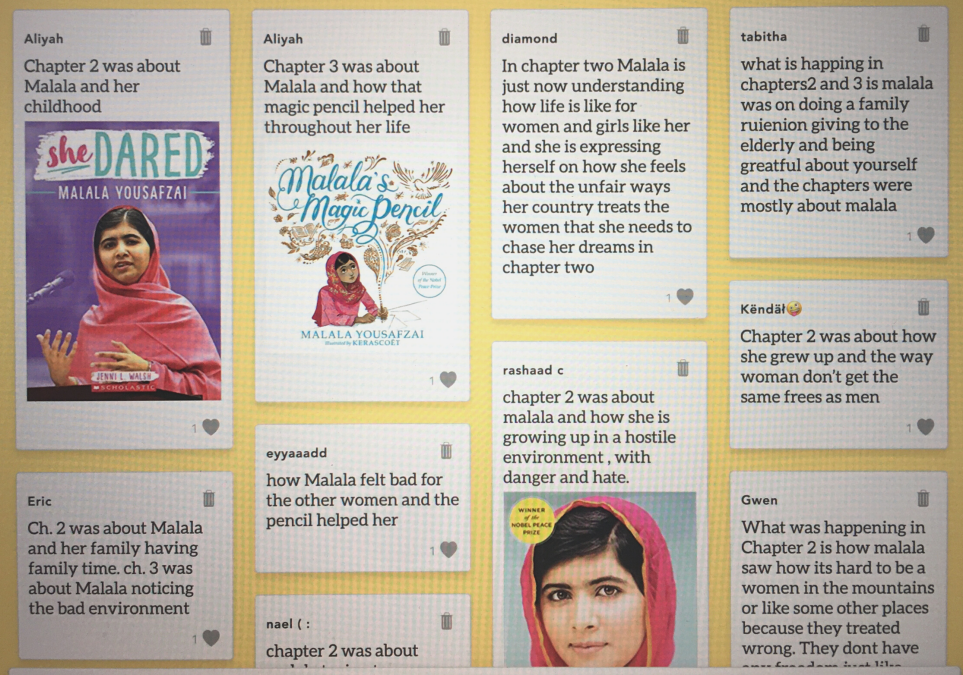 Aliyah
Chapter 2 was about
Malala and her
childhood
she DARED
MALALA YOUSAFZAI
JENNI L. WALSH
SCHOLASTIC
1
Eric
Ch. 2 was about Malala
and her family having
family time. ch. 3 was
about Malala noticing
the bad environment
1
Aliyah
Chapter 3 was about
Malala and how that
magic pencil helped her
throughout her life
Malala's
Magic Pencil
Winner
of the Nobel
Peace Prize
MALALA YOUSAFZAI
Illustrated by KERASCOËT
1
eyyaaadd
how Malala felt bad for
the other women and the
pencil helped her
1
nael ( :
chapter 2 was about
diamond
In chapter two Malala is
just now understanding
how life is like for
women and girls like her
and she is expressing
herself on how she feels
about the unfair ways
her country treats the
women that she needs to
chase her dreams in
chapter two
1
rashaad c
chapter 2 was about
malala and how she is
growing up in a hostile
environment , with
danger and hate.
WINNER
of the
NOBEL PEACE
PRIZE
tabitha
what is happing in
chapters2 and 3 is malala
was on doing a family
ruienion giving to the
elderly and being
greatful about yourself
and the chapters were
mostly about malala
1
Këndäł🤪
Chapter 2 was about how
she grew up and the way
woman don't get the
same frees as men
1
Gwen
What was happening in
Chapter 2 is how malala
saw how its hard to be a
women in the mountains
or like some other places
because they treated
wrong. They dont have
any freedom just like